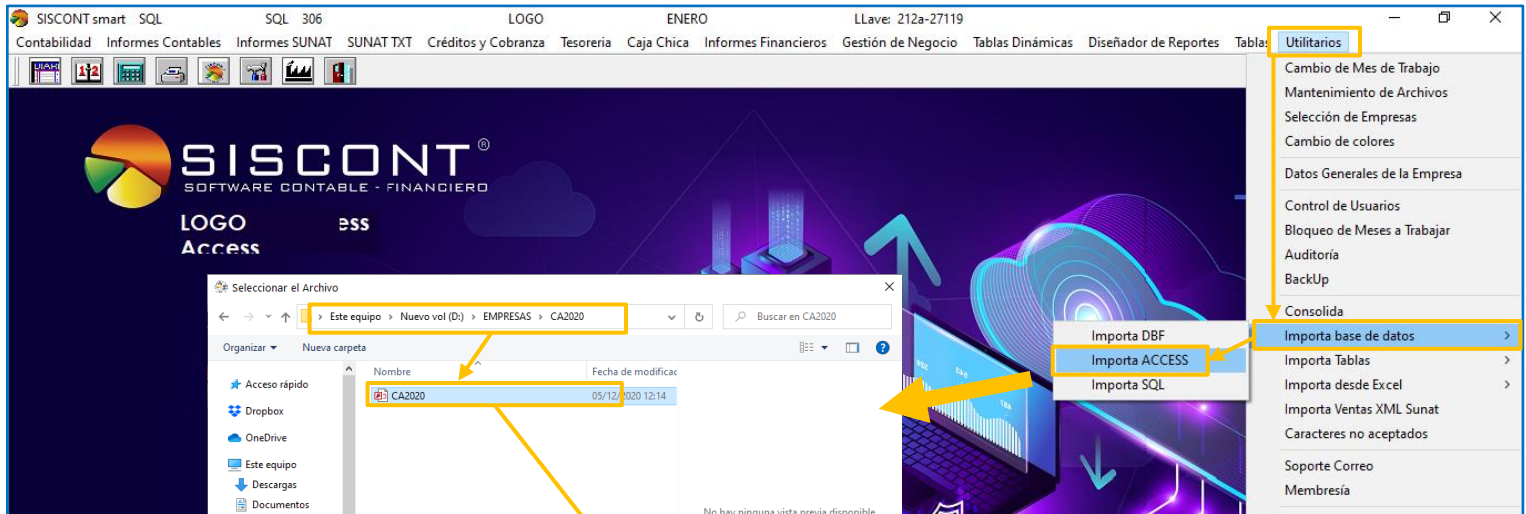 SISCONT smart SQL SQL 306 LOGO ENERO LLave: 212a-27119
Contabilidad Informes Contables Informes SUNAT SUNAT TXT Créditos y Cobranza Tesoreria Caja Chica Informes Financieros Gestión de Negocio Tablas Dinámicas Diseñador de Reportes Tablas Utilitarios
Cambio de Mes de Trabajo
Mantenimiento de Archivos
Selección de Empresas
Cambio de colores
Datos Generales de la Empresa
Control de Usuarios
Bloqueo de Meses a Trabajar
Auditoría
BackUp
Consolida
Importa base de datos
Importa Tablas
Importa desde Excel
Importa Ventas XML Sunat
Caracteres no aceptados
Soporte Correo
Membresía
Importa DBF
Importa ACCESS
Importa SQL
SISCONT ®
SOFTWARE CONTABLE - FINANCIERO
LOGO ess
Access
Seleccionar el Archivo
Este equipo > Nuevo vol (D:) > EMPRESAS > CA2020
Buscar en CA2020
Organizar Nueva carpeta
Nombre Fecha de modificac
CA2020 05/12/2020 12:14
Acceso rápido
Dropbox
OneDrive
Este equipo
Descargas
Documentos
No hay ninguna vista previa disponible